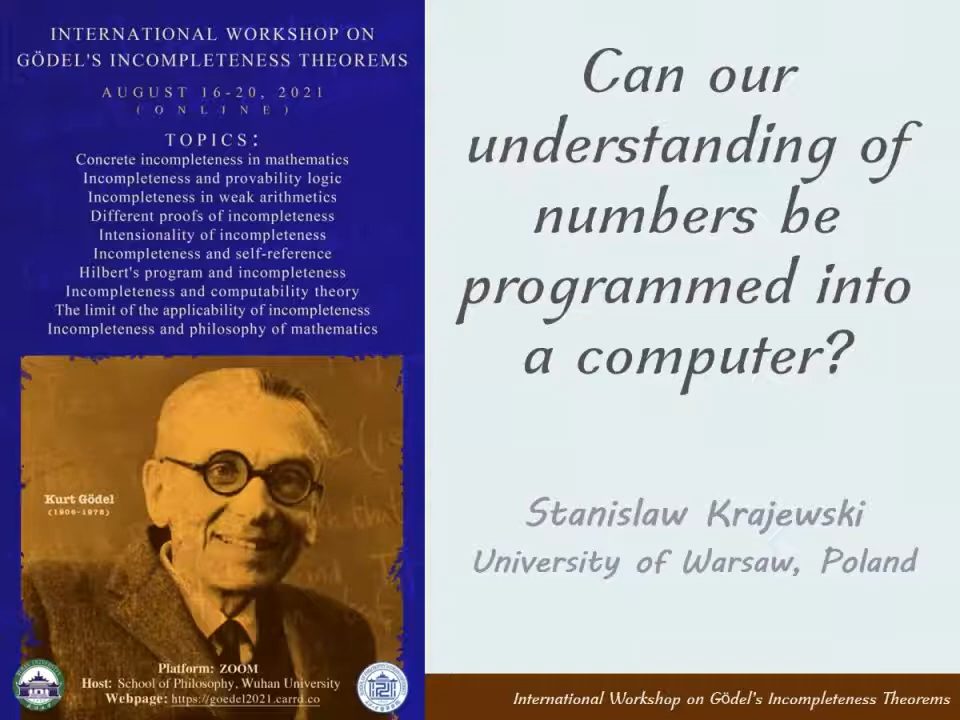 INTERNATIONAL WORKSHOP ON
GÖDEL'S INCOMPLETENESS THEOREMS
AUGUST 16-20, 2021
(ONLINE)
TOPICS:
Concrete incompleteness in mathematics
Incompleteness and provability logic
Incompleteness in weak arithmetics
Different proofs of incompleteness
Intensionality of incompleteness
Incompleteness and self-reference
Hilbert's program and incompleteness
Incompleteness and computability theory
The limit of the applicability of incompleteness
Incompleteness and philosophy of mathematics
Kurt Gödel
(1906-1978)
Platform: ZOOM
Host: School of Philosophy, Wuhan University
Webpage: https://goedel2021.carrd.co
Can our
understanding of
numbers be
programmed into
a computer?
Stanislaw Krajewski
University of Warsaw, Poland
International Workshop on Gödel's Incompleteness Theorems